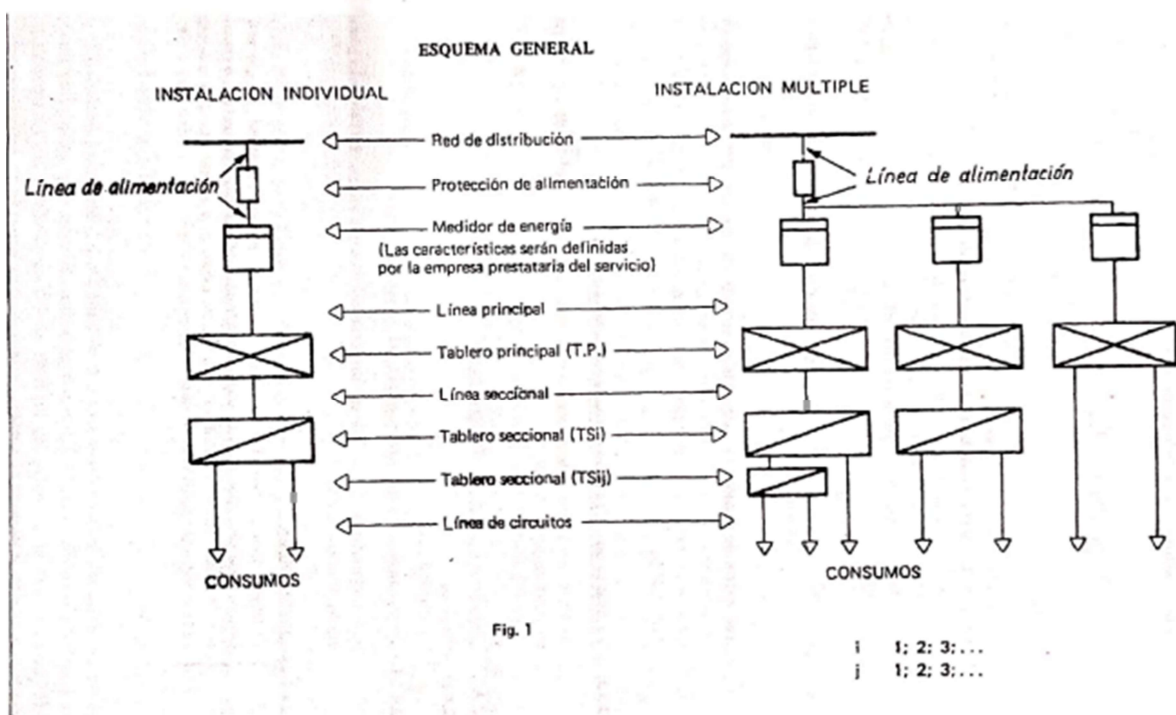 ESQUEMA GENERAL
INSTALACION INDIVIDUAL
INSTALACION MULTIPLE
Red de distribución
Línea de alimentación
Protección de alimentación
Línea de alimentación
Medidor de energía
(Las características serán definidas
por la empresa prestataria del servicio)
Línea principal
Tablero principal (T.P.)
Línea seccional
Tablero seccional (TSi)
Tablero seccional (TSij)
Línea de circuitos
CONSUMOS
CONSUMOS
Fig. 1
i 1; 2; 3;...
j 1; 2; 3;...